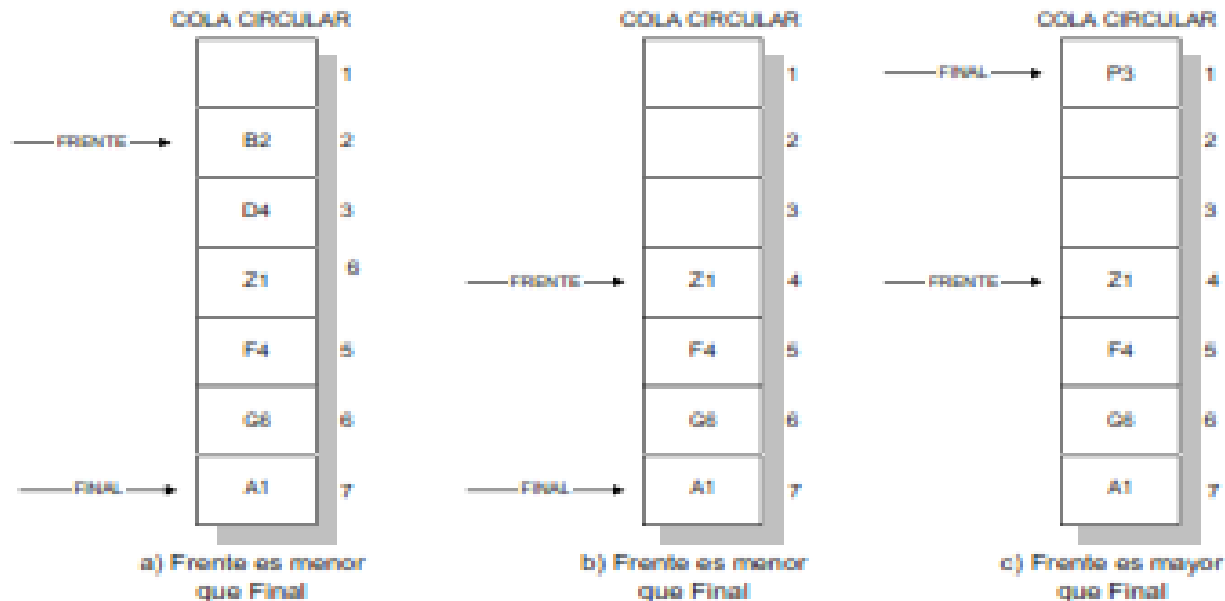 COLA CIRCULAR
1
FRENTE
B2
2
D4
3
Z1
6
F4
5
6
FINAL
A1
7
a) Frente es menor
que Final
COLA CIRCULAR
1
2
3
FRENTE
Z1
4
F4
5
6
FINAL
A1
7
b) Frente es menor
que Final
COLA CIRCULAR
FINAL
P3
1
2
3
FRENTE
Z1
4
F4
5
6
A1
7
c) Frente es mayor
que Final